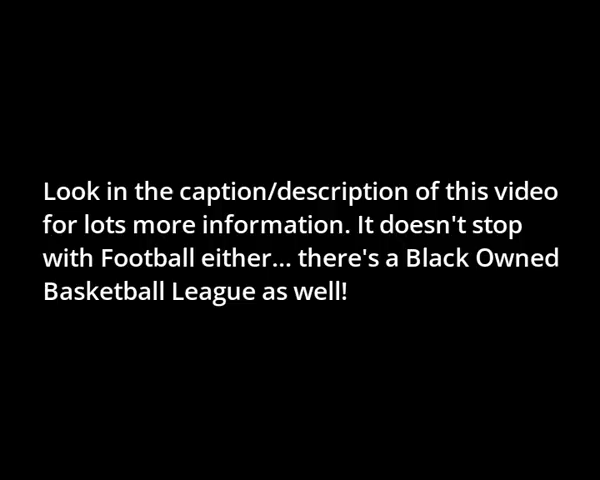 Look in the caption/description of this video
for lots more information. It doesn't stop
with Football either... there's a Black Owned
Basketball League as well!